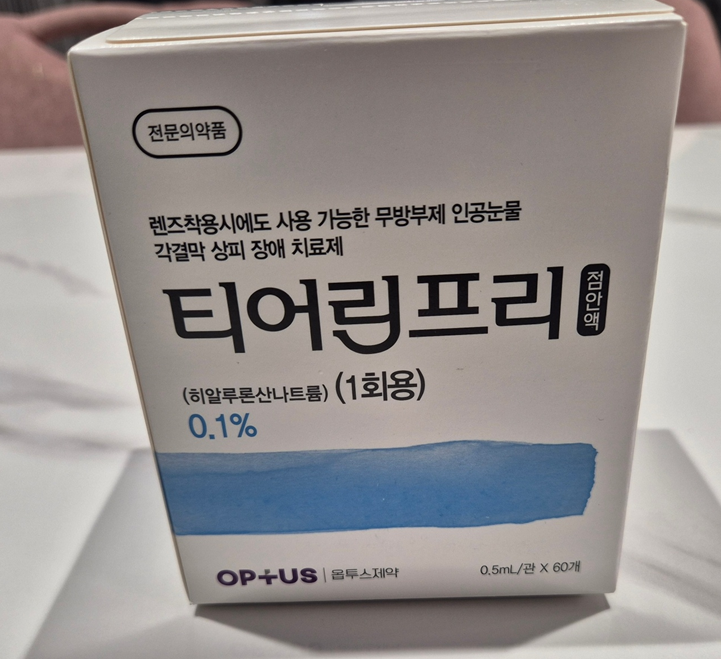 전문의약품
렌즈착용시에도 사용 가능한 무방부제 인공눈물
각결막 상피 장애 치료제
티어링프리 점안액
(히알루론산나트륨) (1회용)
0.1%
OPTUS | 옵투스제약
0.5mL/관 X 60개